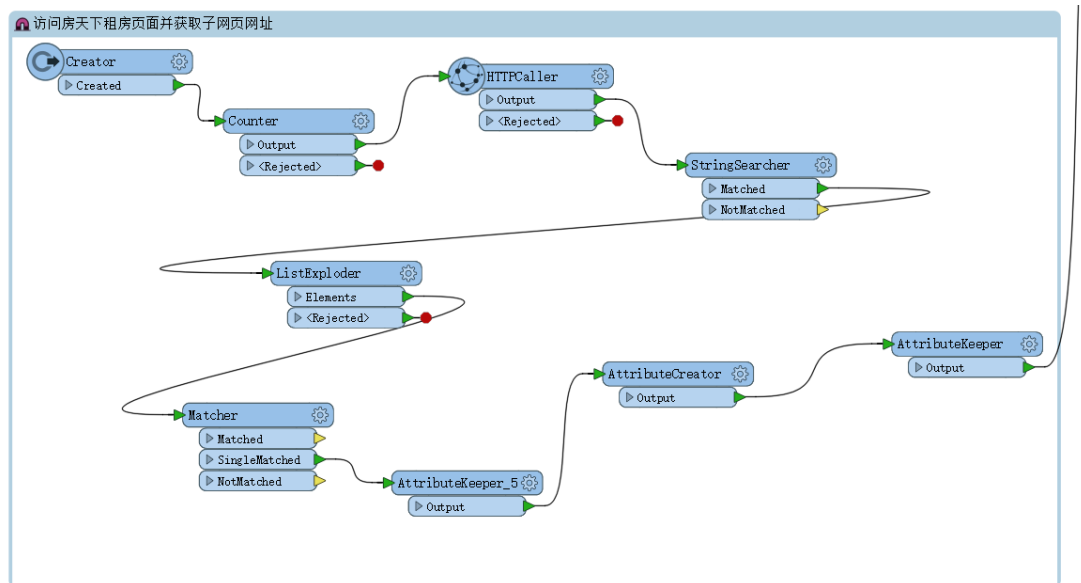 访问房天下租房页面并获取子网页网址
Creator
Created
Counter
Output
<Rejected>
HTTPCaller
Output
<Rejected>
StringSearcher
Matched
NotMatched
ListExploder
Elements
<Rejected>
Matcher
Matched
SingleMatched
NotMatched
AttributeKeeper_5
Output
AttributeCreator
Output
AttributeKeeper
Output